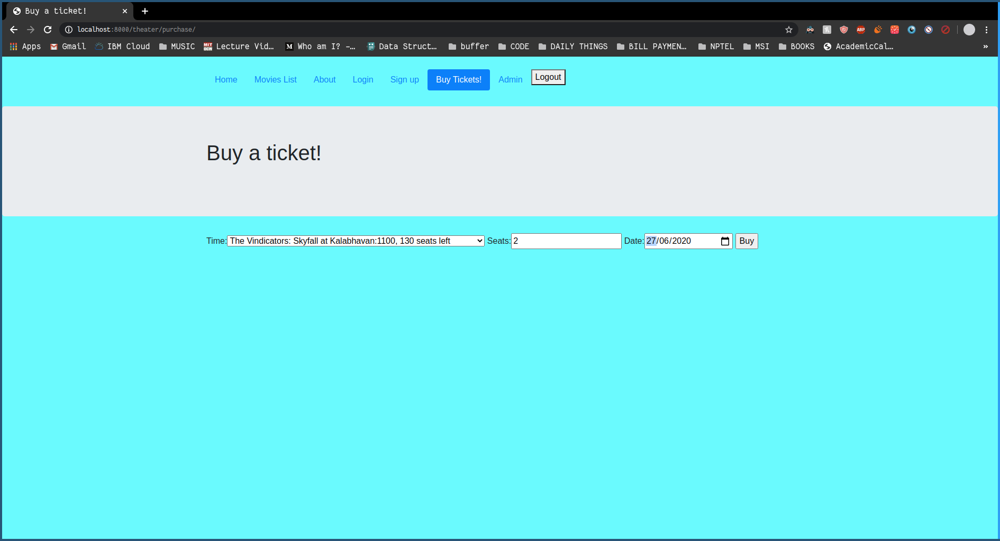 Buy a ticket!
localhost:8000/theater/purchase/
ABP
Apps Gmail IBM Cloud MUSIC MIT OCW Lecture Vid… M Who am I? –… Data Struct… buffer CODE DAILY THINGS BILL PAYMEN… NPTEL MSI BOOKS AcademicCal… »
Home Movies List About Login Sign up Buy Tickets! Admin Logout
Buy a ticket!
Time: The Vindicators: Skyfall at Kalabhavan:1100, 130 seats left Seats: 2 Date: 27/06/2020 Buy